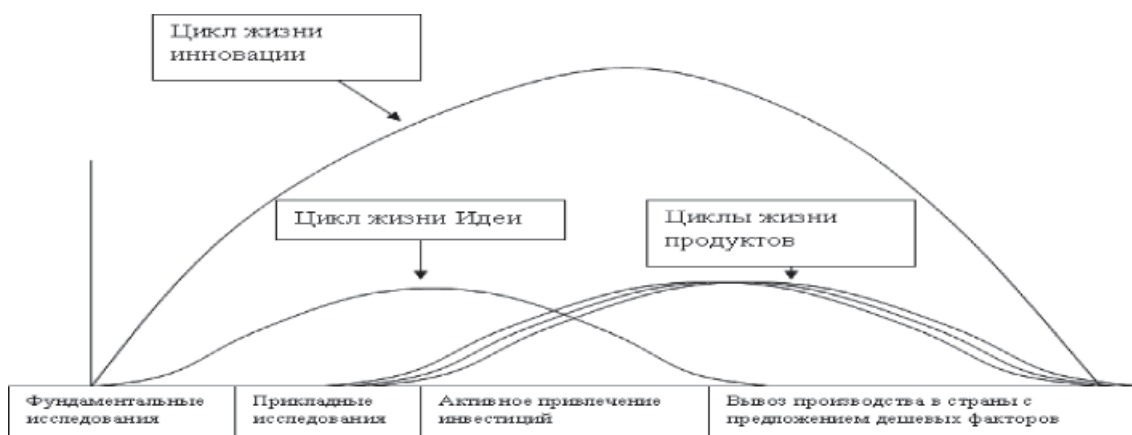 Цикл жизни
инновации
Цикл жизни Идеи
Циклы жизни
продуктов
Фундаментальные
исследования
Прикладные
исследования
Активное привлечение
инвестиций
Вывоз производства в страны с
предложением дешевых факторов